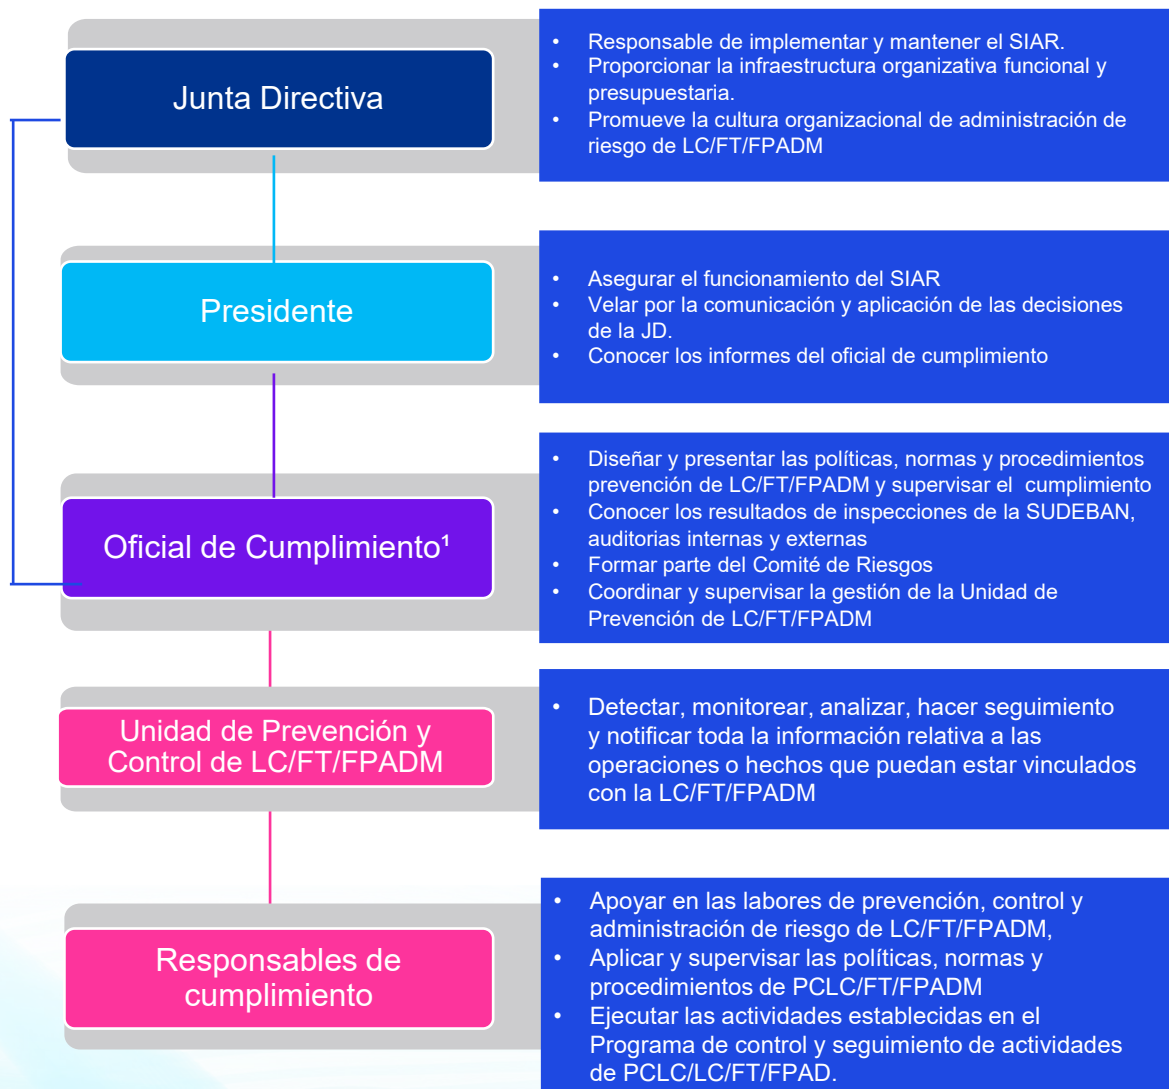 Junta Directiva
• Responsable de implementar y mantener el SIAR.
• Proporcionar la infraestructura organizativa funcional y
presupuestaria.
• Promueve la cultura organizacional de administración de
riesgo de LC/FT/FPADM
Presidente
• Asegurar el funcionamiento del SIAR
• Velar por la comunicación y aplicación de las decisiones
de la JD.
• Conocer los informes del oficial de cumplimiento
Oficial de Cumplimiento¹
• Diseñar y presentar las políticas, normas y procedimientos
prevención de LC/FT/FPADM y supervisar el cumplimiento
• Conocer los resultados de inspecciones de la SUDEBAN,
auditorias internas y externas
• Formar parte del Comité de Riesgos
• Coordinar y supervisar la gestión de la Unidad de
Prevención de LC/FT/FPADM
Unidad de Prevención y
Control de LC/FT/FPADM
• Detectar, monitorear, analizar, hacer seguimiento
y notificar toda la información relativa a las
operaciones o hechos que puedan estar vinculados
con la LC/FT/FPADM
Responsables de
cumplimiento
• Apoyar en las labores de prevención, control y
administración de riesgo de LC/FT/FPADM,
• Aplicar y supervisar las políticas, normas y
procedimientos de PCLC/FT/FPADM
• Ejecutar las actividades establecidas en el
Programa de control y seguimiento de actividades
de PCLC/LC/FT/FPAD.